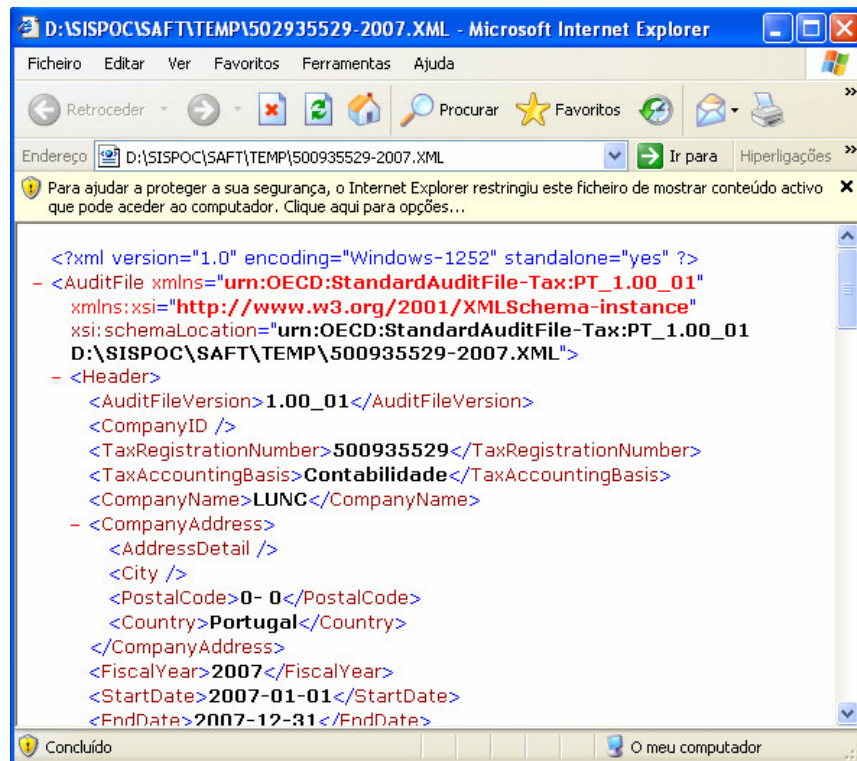 D:\SISPOC\SAFT\TEMP\502935529-2007.XML - Microsoft Internet Explorer
Ficheiro Editar Ver Favoritos Ferramentas Ajuda
Retroceder Procurar Favoritos »
Endereço D:\SISPOC\SAFT\TEMP\500935529-2007.XML Ir para Hiperligações »
Para ajudar a proteger a sua segurança, o Internet Explorer restringiu este ficheiro de mostrar conteúdo activo
que pode aceder ao computador. Clique aqui para opções...
<?xml version="1.0" encoding="Windows-1252" standalone="yes" ?>
- <AuditFile xmlns="urn:OECD:StandardAuditFile-Tax:PT_1.00_01"
xmlns:xsi="http://www.w3.org/2001/XMLSchema-instance"
xsi:schemaLocation="urn:OECD:StandardAuditFile-Tax:PT_1.00_01
D:\SISPOC\SAFT\TEMP\500935529-2007.XML">
- <Header>
<AuditFileVersion>1.00_01</AuditFileVersion>
<CompanyID />
<TaxRegistrationNumber>500935529</TaxRegistrationNumber>
<TaxAccountingBasis>Contabilidade</TaxAccountingBasis>
<CompanyName>LUNC</CompanyName>
- <CompanyAddress>
<AddressDetail />
<City />
<PostalCode>0- 0</PostalCode>
<Country>Portugal</Country>
</CompanyAddress>
<FiscalYear>2007</FiscalYear>
<StartDate>2007-01-01</StartDate>
<EndDate>2007-12-31</EndDate>
Concluído O meu computador